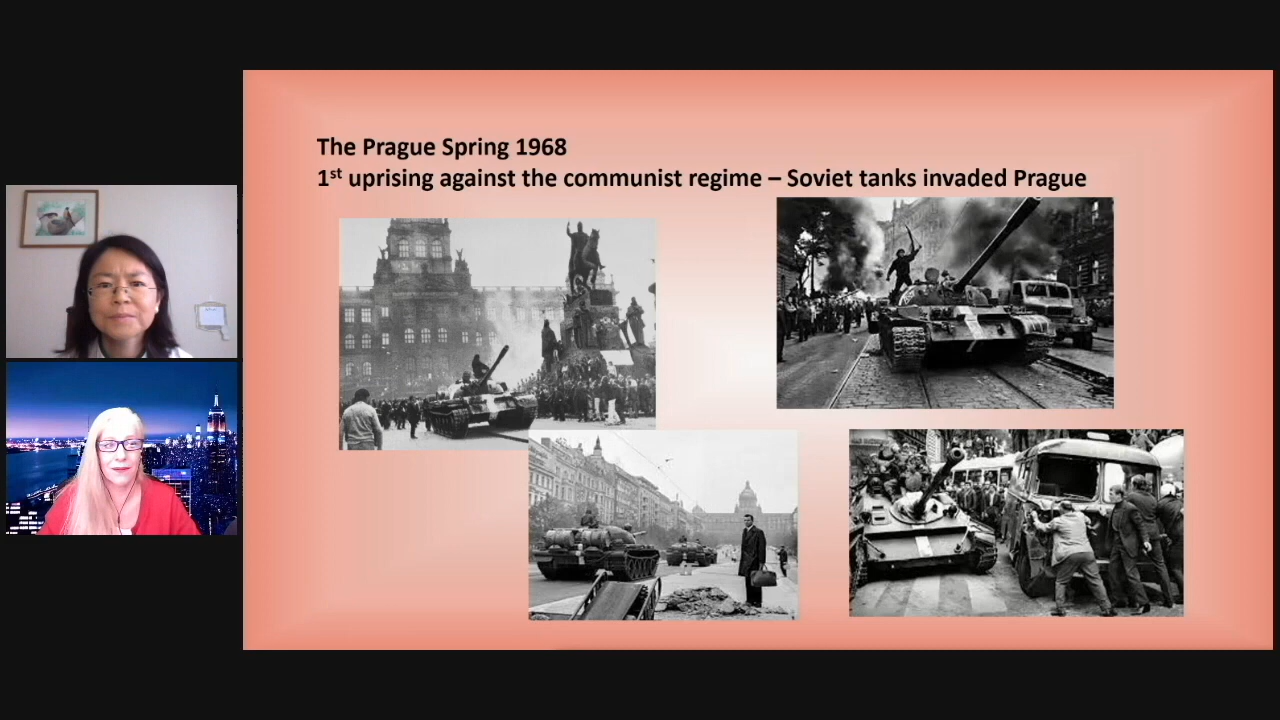 The Prague Spring 1968
1st uprising against the communist regime – Soviet tanks invaded Prague